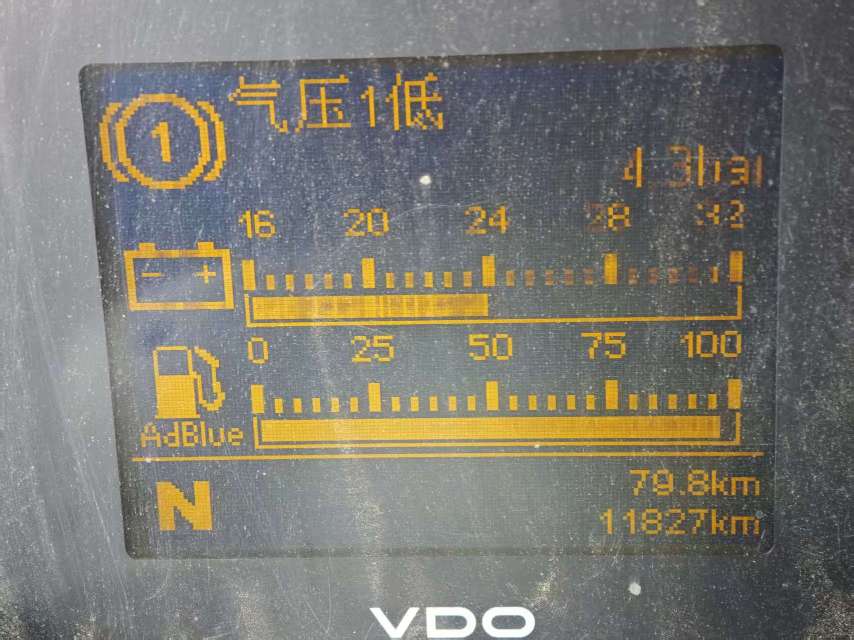 气压1低
1
4.3bar
16 20 24 28 32
- +
0 25 50 75 100
AdBlue
79.8km
N
11827km
VDO